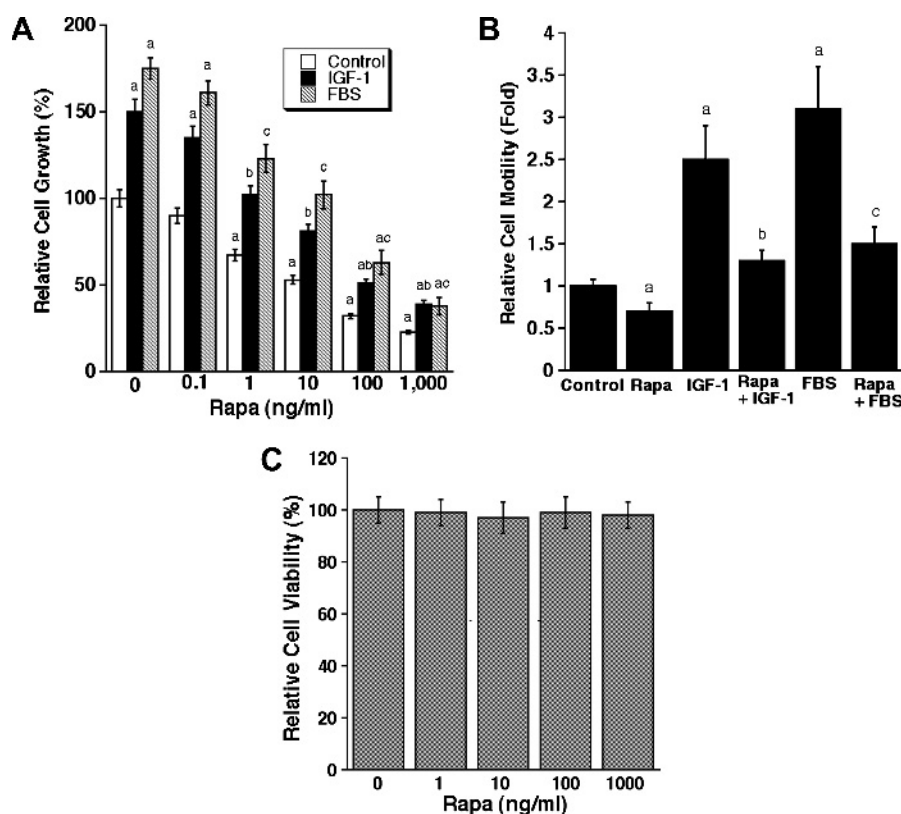 A
Relative Cell Growth (%)
200
150
100
50
0
Control
IGF-1
FBS
a
a
a
a
a
b
c
a
b
c
a
ab
ac
a
ab
ac
a
0 0.1 1 10 100 1,000
Rapa (ng/ml)
B
Relative Cell Motility (Fold)
4
3.5
3
2.5
2
1.5
1
0.5
0
a
a
b
a
c
Control Rapa IGF-1 Rapa + IGF-1 FBS Rapa + FBS
C
Relative Cell Viability (%)
120
100
80
60
40
20
0
0 1 10 100 1000
Rapa (ng/ml)